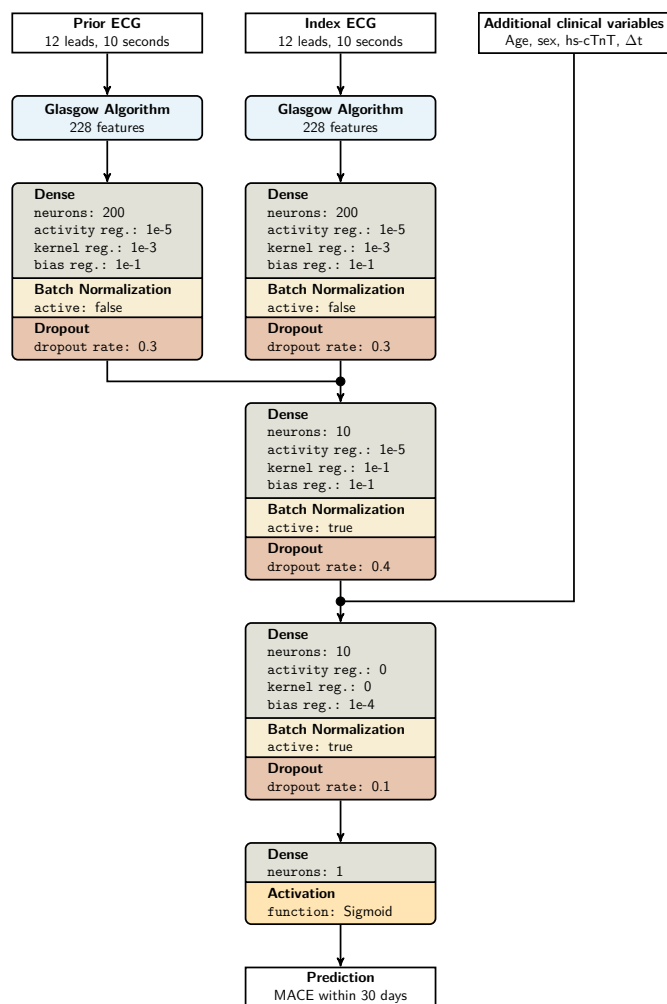 Prior ECG
12 leads, 10 seconds
Index ECG
12 leads, 10 seconds
Additional clinical variables
Age, sex, hs-cTnT, Δt
Glasgow Algorithm
228 features
Glasgow Algorithm
228 features
Dense
neurons: 200
activity reg.: 1e-5
kernel reg.: 1e-3
bias reg.: 1e-1
Batch Normalization
active: false
Dropout
dropout rate: 0.3
Dense
neurons: 200
activity reg.: 1e-5
kernel reg.: 1e-3
bias reg.: 1e-1
Batch Normalization
active: false
Dropout
dropout rate: 0.3
Dense
neurons: 10
activity reg.: 1e-5
kernel reg.: 1e-1
bias reg.: 1e-1
Batch Normalization
active: true
Dropout
dropout rate: 0.4
Dense
neurons: 10
activity reg.: 0
kernel reg.: 0
bias reg.: 1e-4
Batch Normalization
active: true
Dropout
dropout rate: 0.1
Dense
neurons: 1
Activation
function: Sigmoid
Prediction
MACE within 30 days